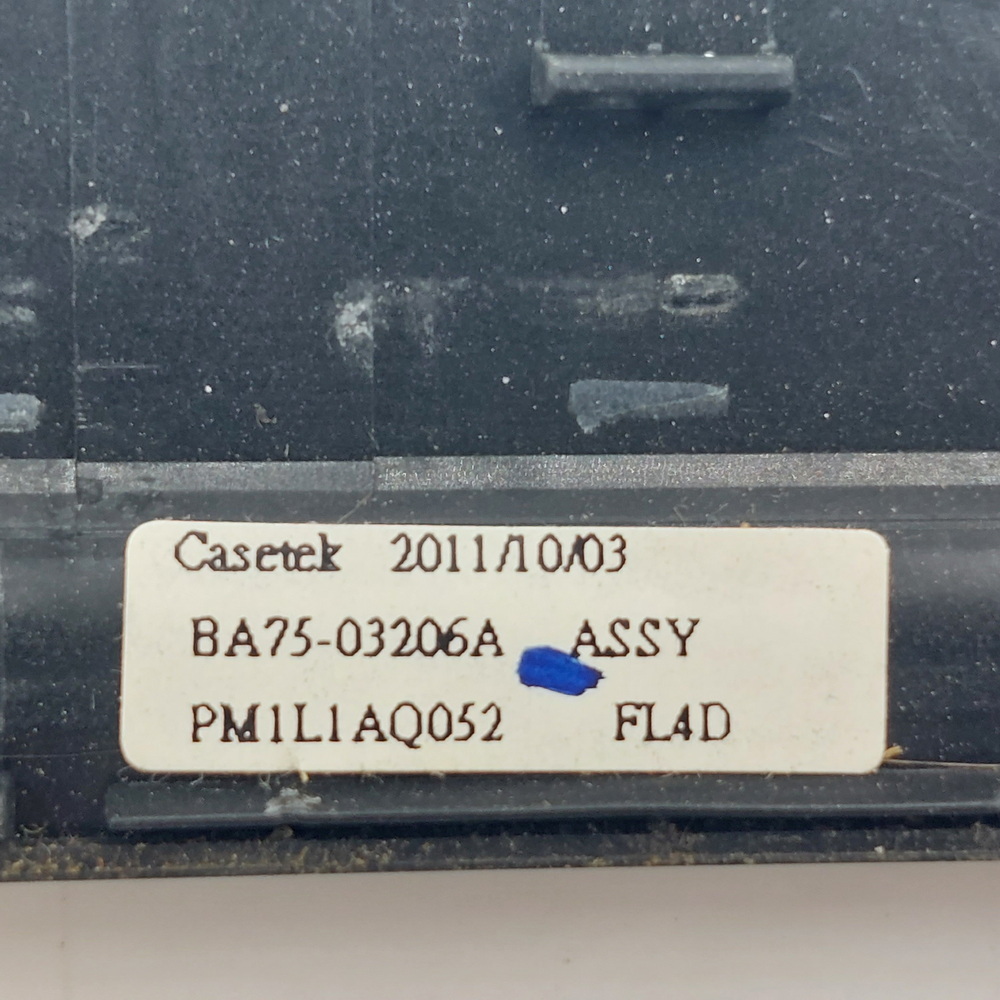 Casetek 2011/10/03
BA75-03206A ASSY
PM1L1AQ052 FL4D